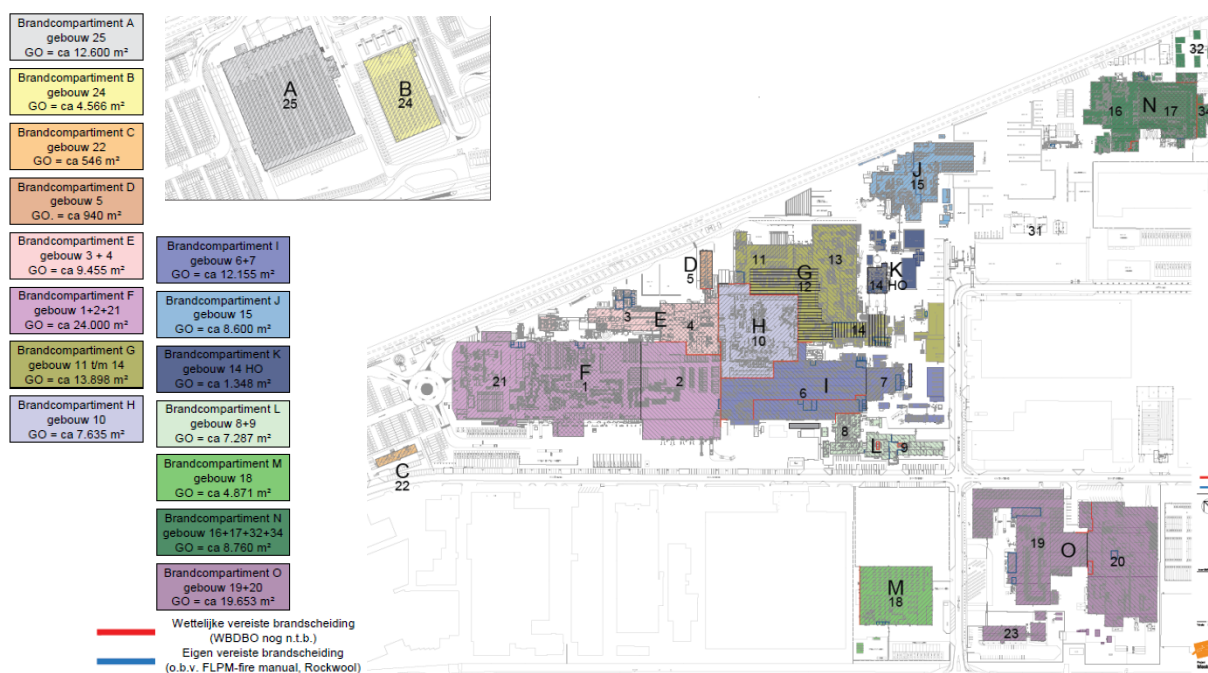 Brandcompartiment A
gebouw 25
GO = ca 12.600 m²
Brandcompartiment B
gebouw 24
GO = ca 4.566 m²
Brandcompartiment C
gebouw 22
GO = ca 546 m²
Brandcompartiment D
gebouw 5
GO. = ca 940 m²
Brandcompartiment E
gebouw 3 + 4
GO = ca 9.455 m²
Brandcompartiment F
gebouw 1+2+21
GO = ca 24.000 m²
Brandcompartiment G
gebouw 11 t/m 14
GO = ca 13.898 m²
Brandcompartiment H
gebouw 10
GO = ca 7.635 m²
Brandcompartiment I
gebouw 6+7
GO = ca 12.155 m²
Brandcompartiment J
gebouw 15
GO = ca 8.600 m²
Brandcompartiment K
gebouw 14 HO
GO = ca 1.348 m²
Brandcompartiment L
gebouw 8+9
GO = ca 7.287 m²
Brandcompartiment M
gebouw 18
GO = ca 4.871 m²
Brandcompartiment N
gebouw 16+17+32+34
GO = ca 8.760 m²
Brandcompartiment O
gebouw 19+20
GO = ca 19.653 m²
Wettelijke vereiste brandscheiding
(WBDBO nog n.t.b.)
Eigen vereiste brandscheiding
(o.b.v. FLPM-fire manual, Rockwool)
A
25
B
24
32
N
16
17
34
J
15
31
D
5
11
13
G
12
K
14 HO
3
E
4
H
10
14
21
F
1
2
I
6
7
8
L
9
C
22
M
18
19
O
20
23